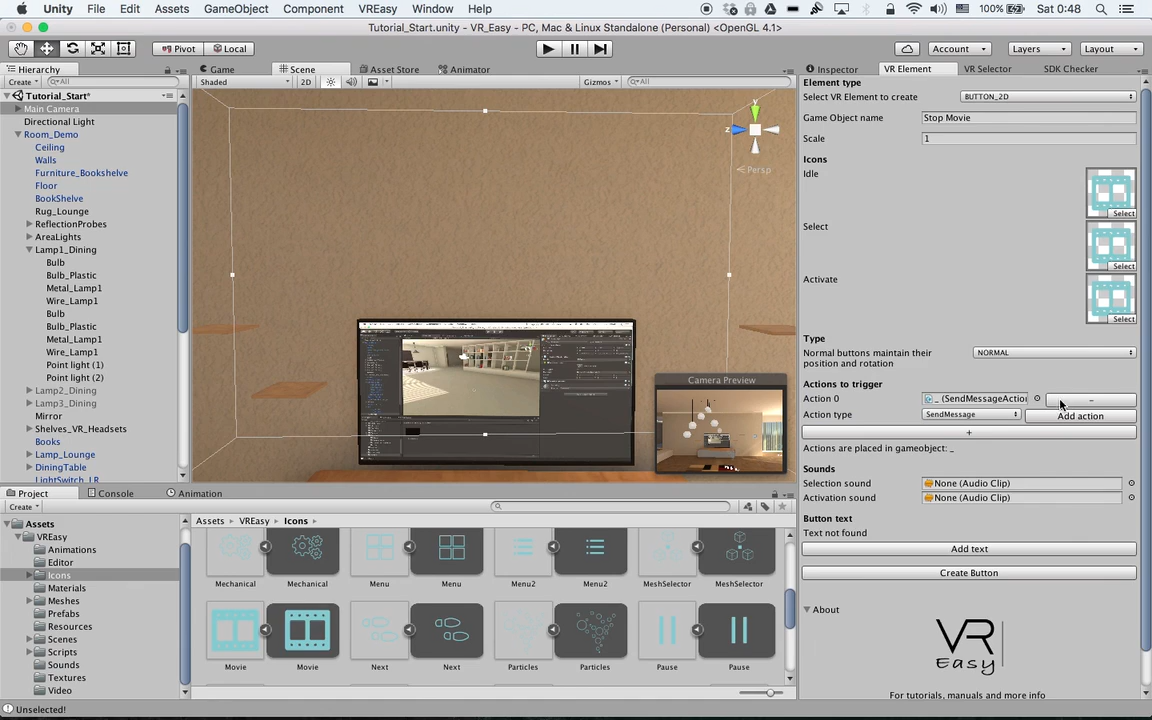 Unity File Edit Assets GameObject Component VREasy Window Help 100% Sat 0:48
Tutorial_Start.unity - VR_Easy - PC, Mac & Linux Standalone (Personal) <OpenGL 4.1>
Pivot Local Account Layers Layout
Hierarchy Game Scene Asset Store Animator Inspector VR Element VR Selector SDK Checker
Create All Shaded 2D Gizmos All
Tutorial_Start*
Main Camera
Directional Light
Room_Demo
Ceiling
Walls
Furniture_Bookshelve
Floor
BookShelve
Rug_Lounge
ReflectionProbes
AreaLights
Lamp1_Dining
Bulb
Bulb_Plastic
Metal_Lamp1
Wire_Lamp1
Bulb
Bulb_Plastic
Metal_Lamp1
Wire_Lamp1
Point light (1)
Point light (2)
Lamp2_Dining
Lamp3_Dining
Mirror
Shelves_VR_Headsets
Books
Lamp_Lounge
DiningTable
LightSwitch_LR
y
z
Persp
Camera Preview
Element type
Select VR Element to create BUTTON_2D
Game Object name Stop Movie
Scale 1
Icons
Idle
Select
Select
Select
Activate
Select
Type
Normal buttons maintain their NORMAL
position and rotation
Actions to trigger
Action 0 _ (SendMessageAction –
Action type SendMessage Add action
+
Actions are placed in gameobject: _
Sounds
Selection sound None (Audio Clip)
Activation sound None (Audio Clip)
Button text
Text not found
Add text
Create Button
About
VR
Easy
For tutorials, manuals and more info
Project Console Animation
Create
Assets
VREasy
Animations
Editor
Icons
Materials
Meshes
Prefabs
Resources
Scenes
Scripts
Sounds
Textures
Video
Assets VREasy Icons
Mechanical Mechanical Menu Menu Menu2 Menu2 MeshSelector MeshSelector
Movie Movie Next Next Particles Particles Pause Pause
Unselected!